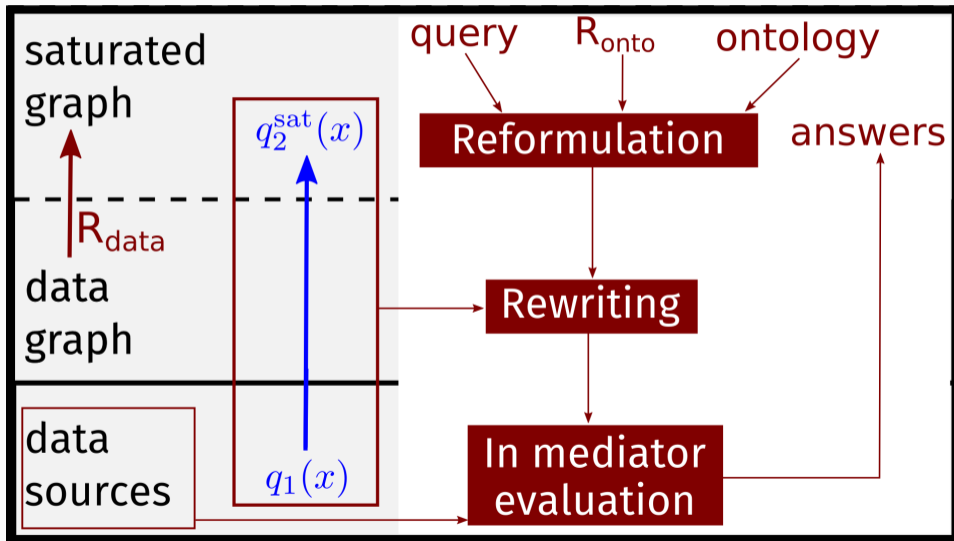 saturated
graph
R_data
data
graph
data
sources
q_2^sat(x)
q_1(x)
query
R_onto
ontology
Reformulation
answers
Rewriting
In mediator
evaluation